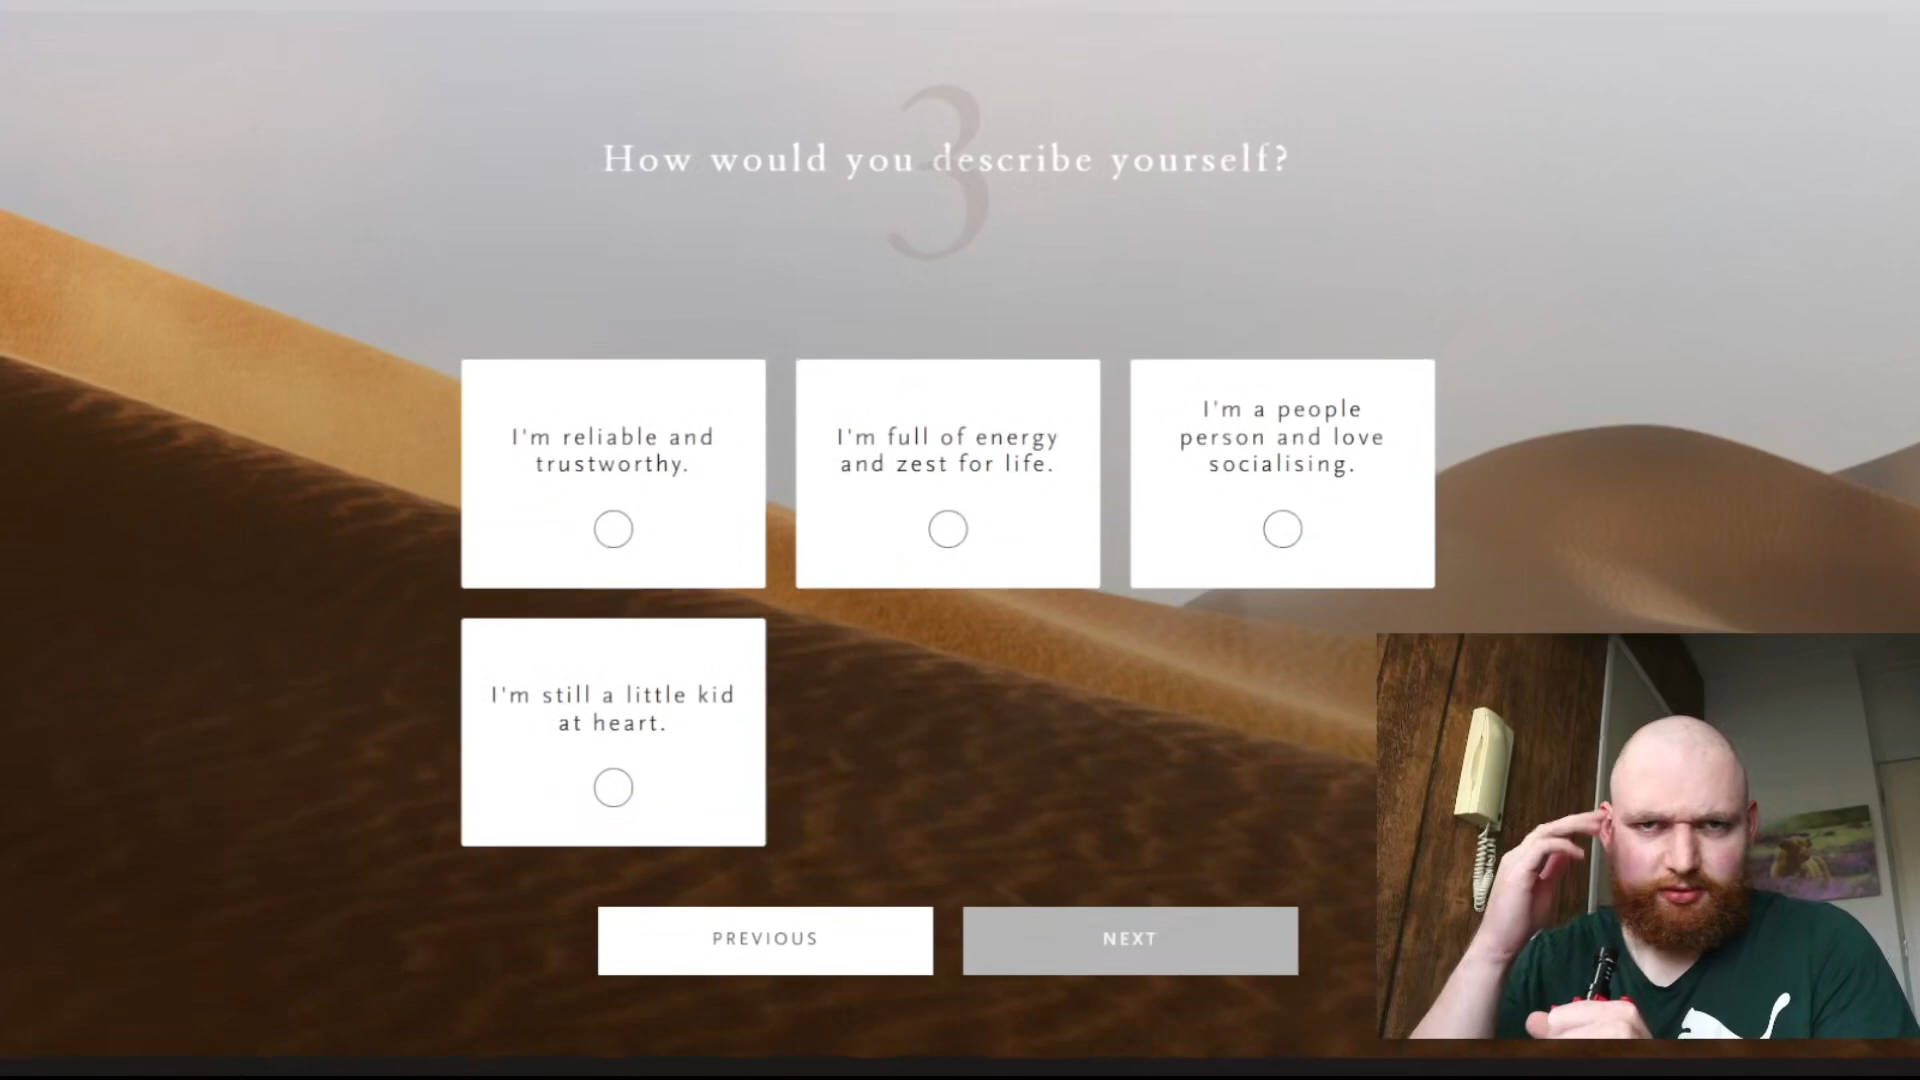 3
How would you describe yourself?
I'm reliable and
trustworthy.
I'm full of energy
and zest for life.
I'm a people
person and love
socialising.
I'm still a little kid
at heart.
PREVIOUS
NEXT